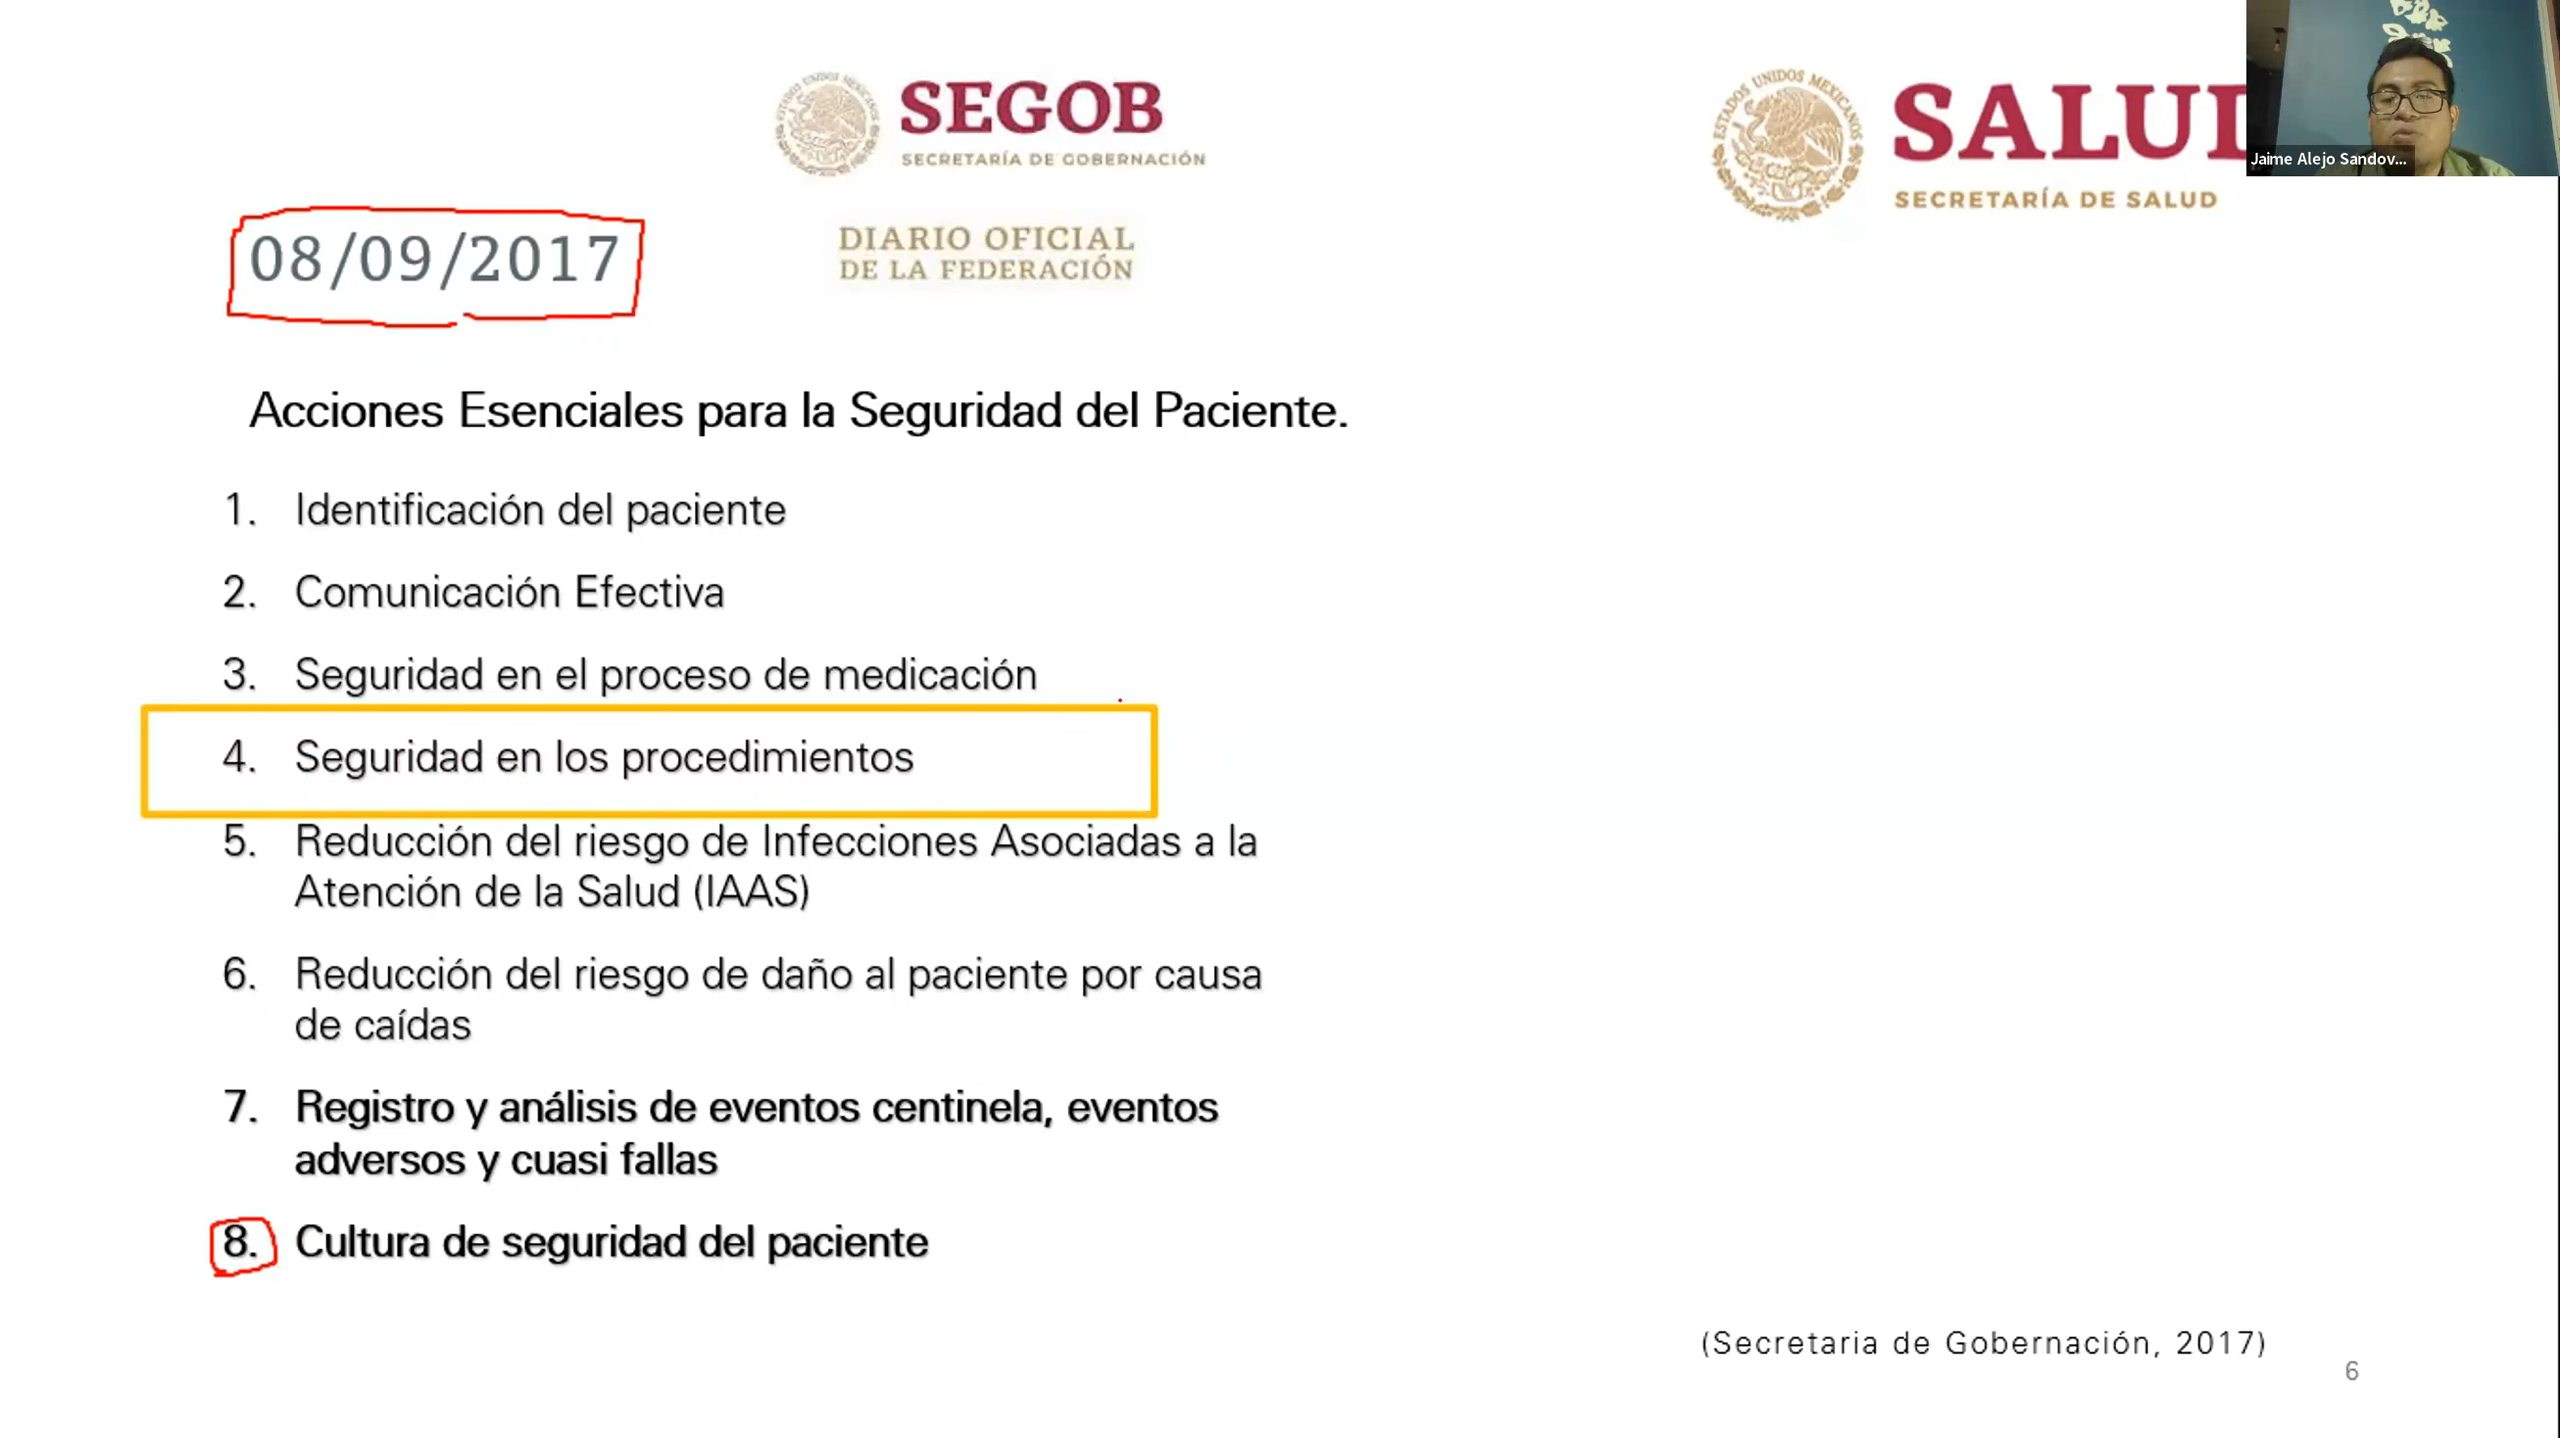 SEGOB
SECRETARÍA DE GOBERNACIÓN
ESTADOS UNIDOS MEXICANOS
SALUD
SECRETARÍA DE SALUD
Jaime Alejo Sandov...
08/09/2017
DIARIO OFICIAL
DE LA FEDERACIÓN
Acciones Esenciales para la Seguridad del Paciente.
1. Identificación del paciente
2. Comunicación Efectiva
3. Seguridad en el proceso de medicación
4. Seguridad en los procedimientos
5. Reducción del riesgo de Infecciones Asociadas a la
Atención de la Salud (IAAS)
6. Reducción del riesgo de daño al paciente por causa
de caídas
7. Registro y análisis de eventos centinela, eventos
adversos y cuasi fallas
8. Cultura de seguridad del paciente
(Secretaria de Gobernación, 2017)
6